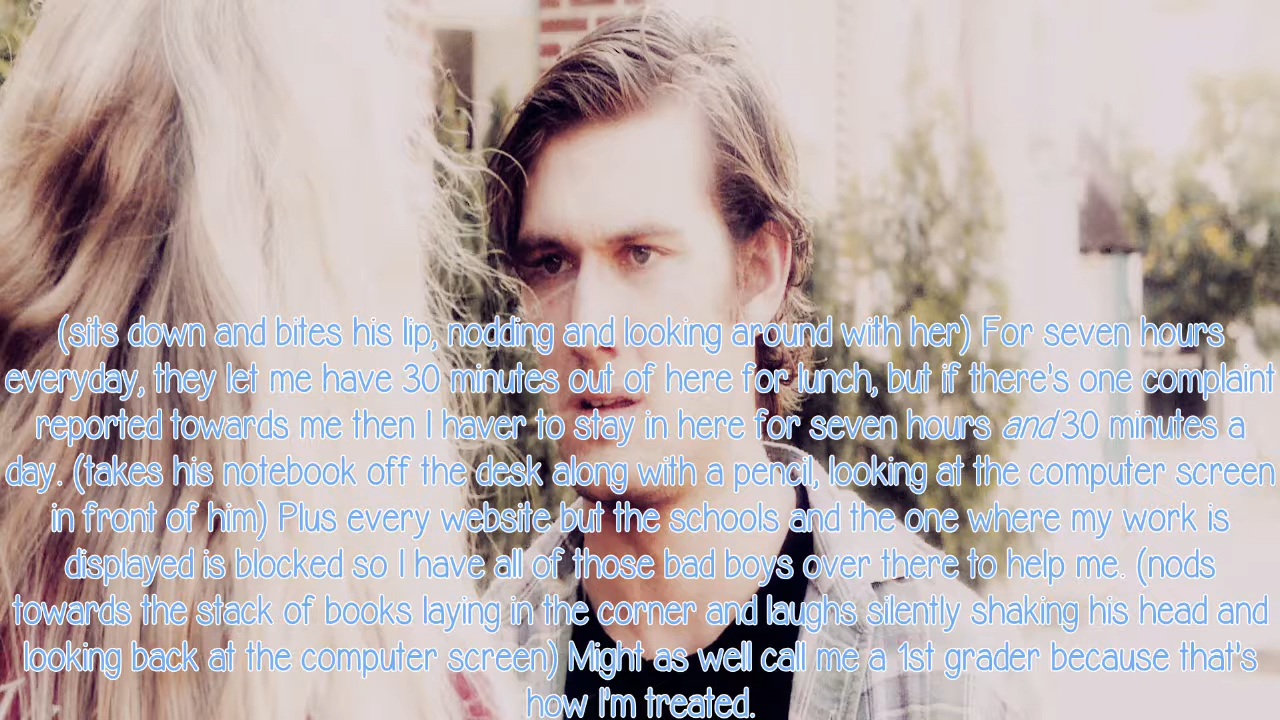 (sits down and bites his lip, nodding and looking around with her) For seven hours
everyday, they let me have 30 minutes out of here for lunch, but if there's one complaint
reported towards me then I haver to stay in here for seven hours and 30 minutes a
day. (takes his notebook off the desk along with a pencil, looking at the computer screen
in front of him) Plus every website but the schools and the one where my work is
displayed is blocked so I have all of those bad boys over there to help me. (nods
towards the stack of books laying in the corner and laughs silently shaking his head and
looking back at the computer screen) Might as well call me a 1st grader because that's
how I'm treated.